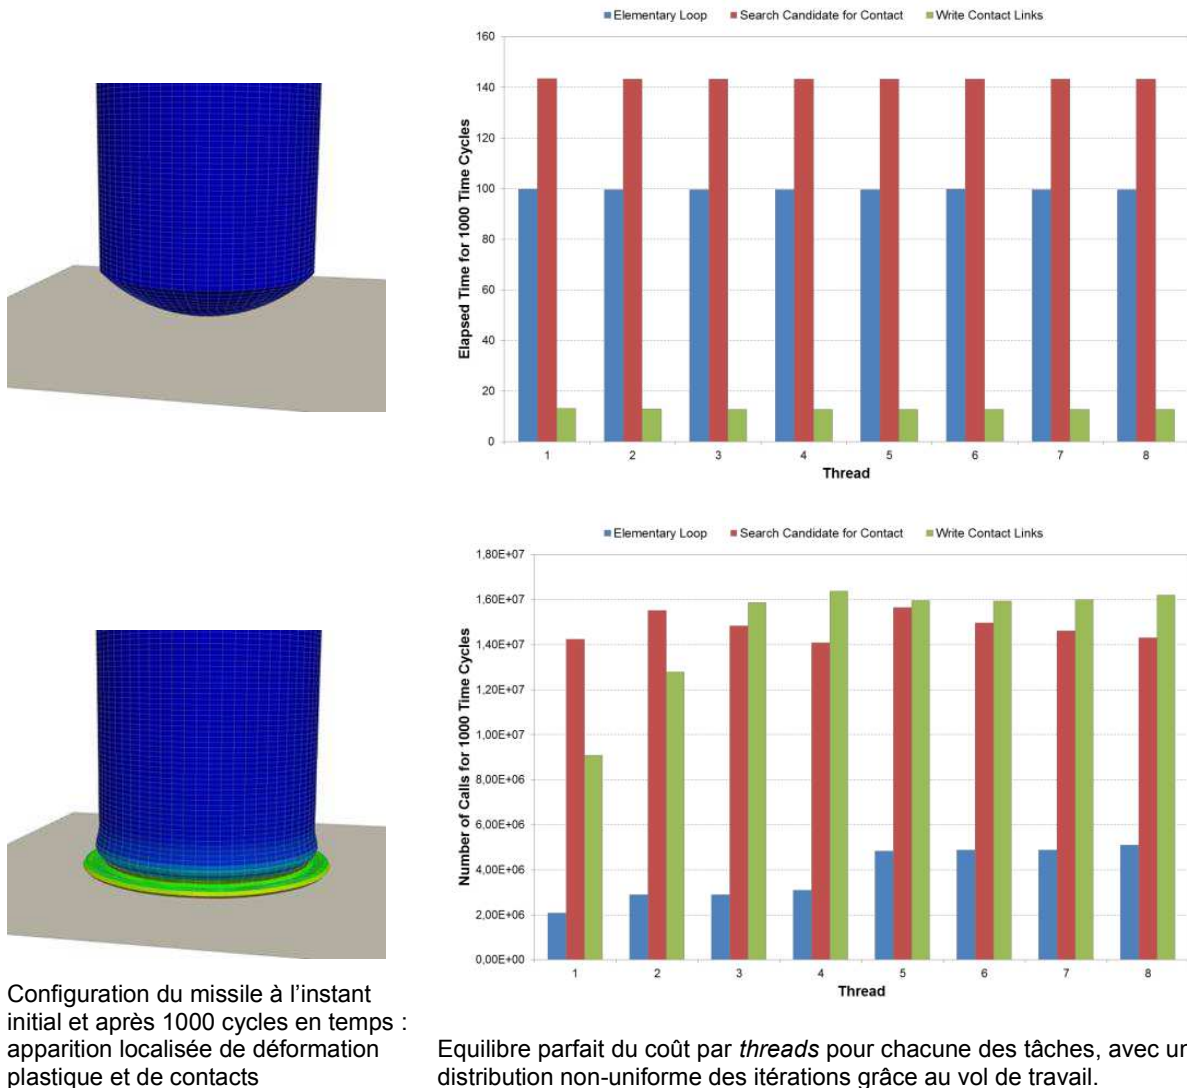 Elementary Loop Search Candidate for Contact Write Contact Links
160
140
120
100
80
60
40
20
0
Elapsed Time for 1000 Time Cycles
1 2 3 4 5 6 7 8
Thread
Elementary Loop Search Candidate for Contact Write Contact Links
1,80E+07
1,60E+07
1,40E+07
1,20E+07
1,00E+07
8,00E+06
6,00E+06
4,00E+06
2,00E+06
0,00E+00
Number of Calls for 1000 Time Cycles
1 2 3 4 5 6 7 8
Thread
Configuration du missile à l’instant
initial et après 1000 cycles en temps :
apparition localisée de déformation
plastique et de contacts
Equilibre parfait du coût par threads pour chacune des tâches, avec un
distribution non-uniforme des itérations grâce au vol de travail.